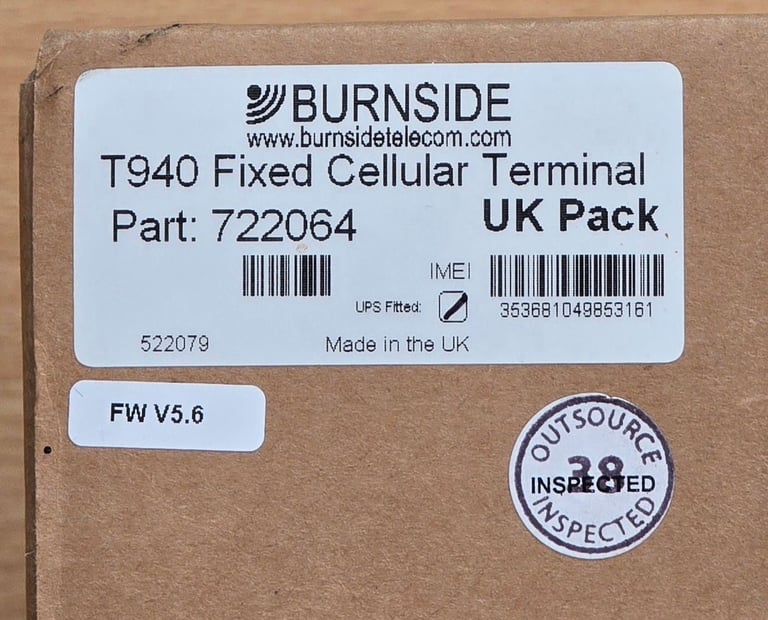 BURNSIDE
www.burnsidetelecom.com
T940 Fixed Cellular Terminal
Part: 722064
UK Pack
IMEI
UPS Fitted:
353681049853161
522079
Made in the UK
FW V5.6
OUTSOURCE
38
INSPECTED
INSPECTED